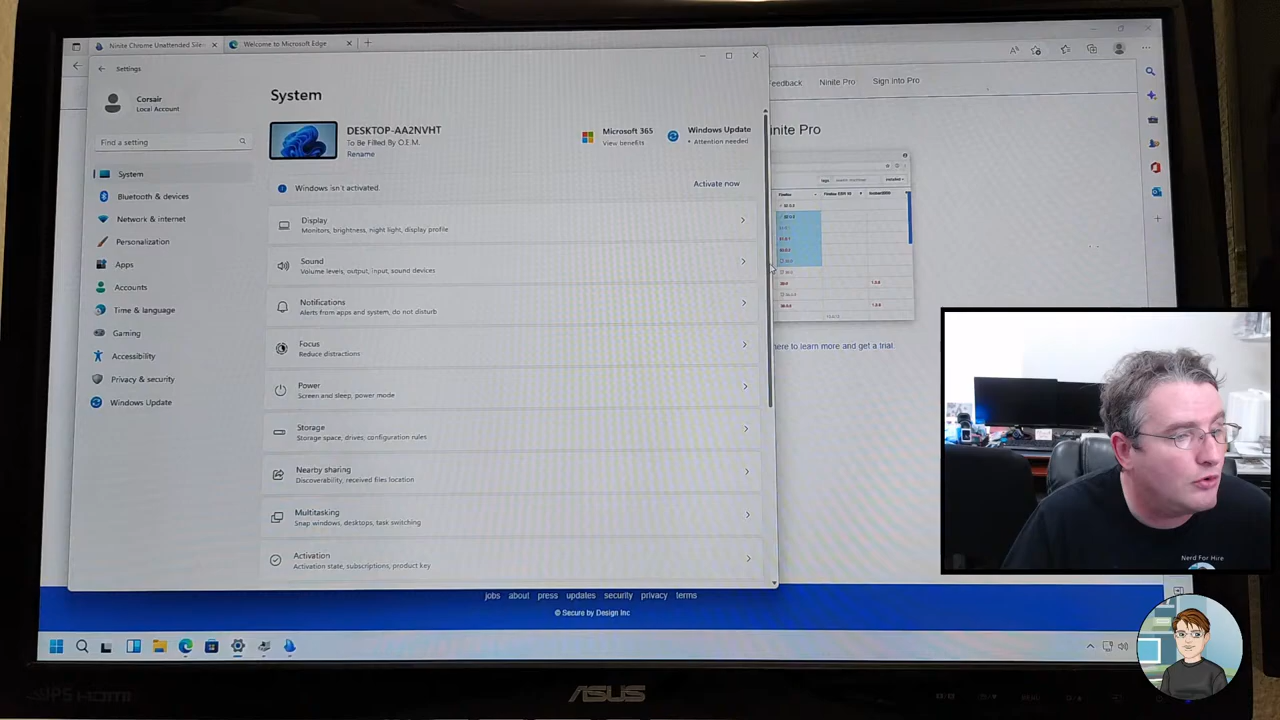 Ninite Chrome Unattended Sile
Welcome to Microsoft Edge
Settings
Feedback
Ninite Pro
Sign into Pro
Corsair
Local Account
Find a setting
System
Bluetooth & devices
Network & internet
Personalization
Apps
Accounts
Time & language
Gaming
Accessibility
Privacy & security
Windows Update
System
DESKTOP-AA2NVHT
To Be Filled By O.E.M.
Rename
Microsoft 365
View benefits
Windows Update
• Attention needed
Windows isn't activated.
Activate now
Display
Monitors, brightness, night light, display profile
Sound
Volume levels, output, input, sound devices
Notifications
Alerts from apps and system, do not disturb
Focus
Reduce distractions
Power
Screen and sleep, power mode
Storage
Storage space, drives, configuration rules
Nearby sharing
Discoverability, received files location
Multitasking
Snap windows, desktops, task switching
Activation
Activation state, subscriptions, product key
inite Pro
here to learn more and get a trial.
jobs about press updates security privacy terms
© Secure by Design Inc
Nerd For Hire
IPS HDMI
ASUS